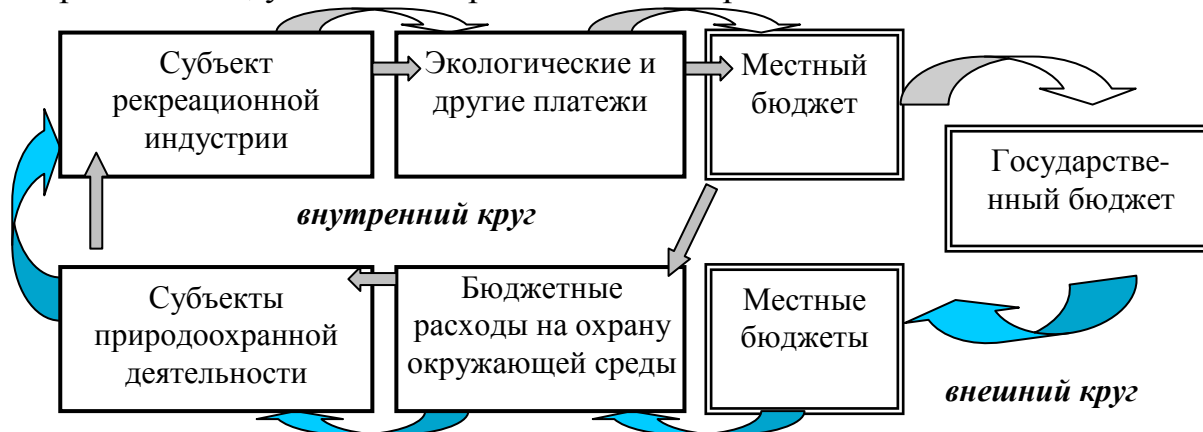 Субъект
рекреационной
индустрии
Экологические и
другие платежи
Местный
бюджет
Государстве-
нный бюджет
внутренний круг
Субъекты
природоохранной
деятельности
Бюджетные
расходы на охрану
окружающей среды
Местные
бюджеты
внешний круг